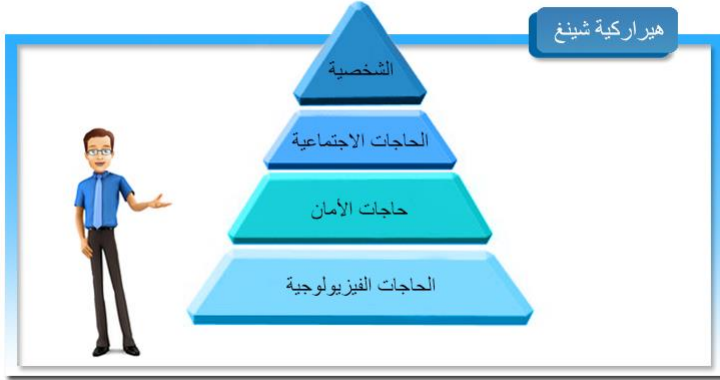 هيراركية شينغ
الشخصية
الحاجات الاجتماعية
حاجات الأمان
الحاجات الفيزيولوجية